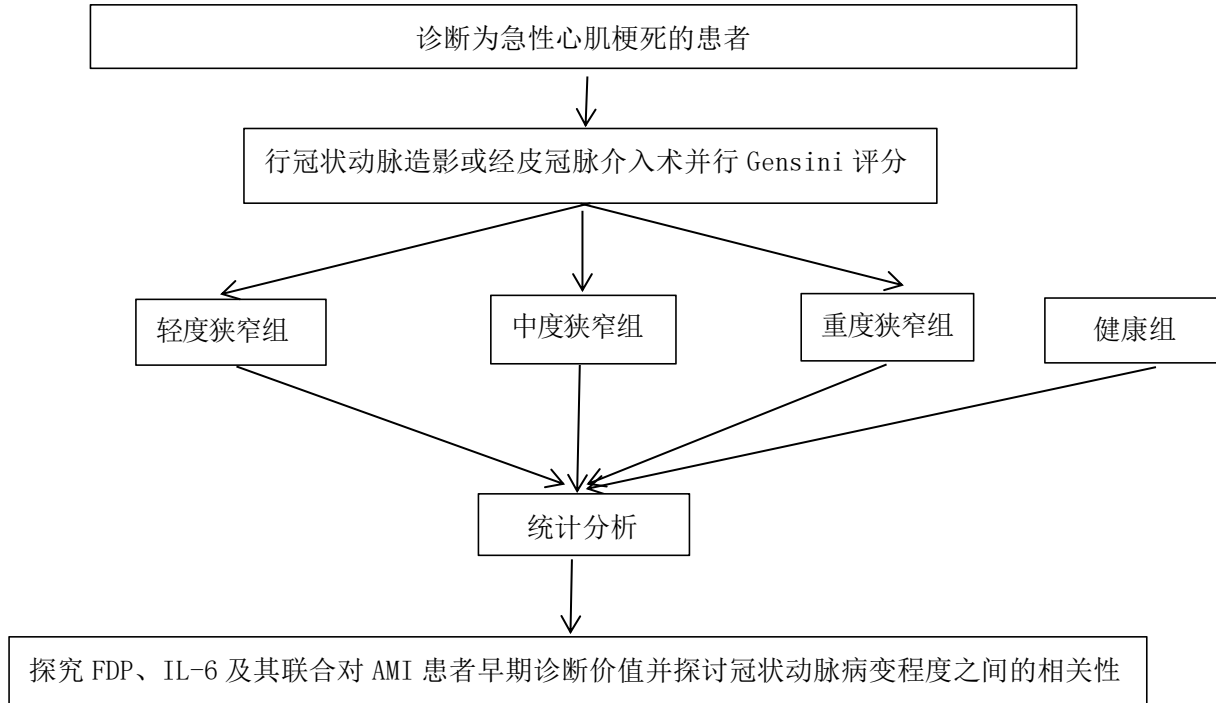 诊断为急性心肌梗死的患者
行冠状动脉造影或经皮冠脉介入术并行 Gensini 评分
轻度狭窄组
中度狭窄组
重度狭窄组
健康组
统计分析
探究 FDP、IL-6 及其联合对 AMI 患者早期诊断价值并探讨冠状动脉病变程度之间的相关性